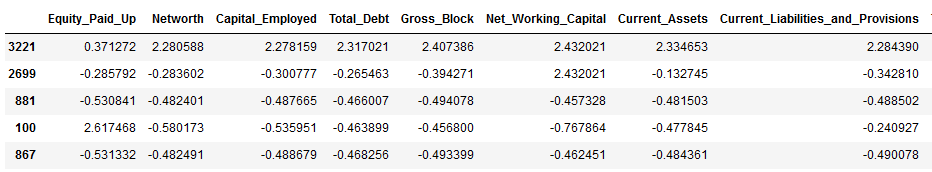 Equity_Paid_Up Networth Capital_Employed Total_Debt Gross_Block Net_Working_Capital Current_Assets Current_Liabilities_and_Provisions
3221 0.371272 2.280588 2.278159 2.317021 2.407386 2.432021 2.334653 2.284390
2699 -0.285792 -0.283602 -0.300777 -0.265463 -0.394271 2.432021 -0.132745 -0.342810
881 -0.530841 -0.482401 -0.487665 -0.466007 -0.494078 -0.457328 -0.481503 -0.488502
100 2.617468 -0.580173 -0.535951 -0.463899 -0.456800 -0.767864 -0.477845 -0.240927
867 -0.531332 -0.482491 -0.488679 -0.468256 -0.493399 -0.462451 -0.484361 -0.490078